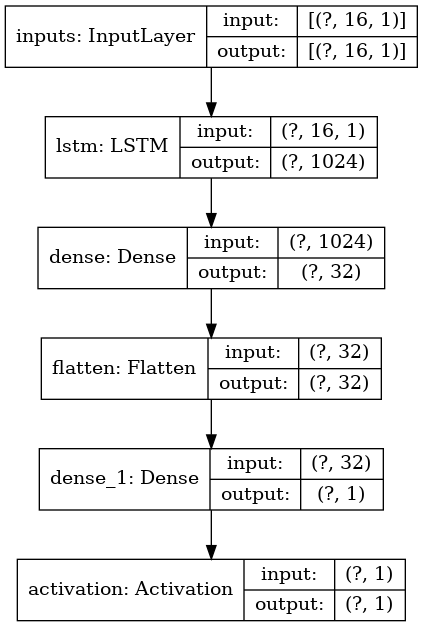 inputs: InputLayer
input: [(?, 16, 1)]
output: [(?, 16, 1)]
lstm: LSTM
input: (?, 16, 1)
output: (?, 1024)
dense: Dense
input: (?, 1024)
output: (?, 32)
flatten: Flatten
input: (?, 32)
output: (?, 32)
dense_1: Dense
input: (?, 32)
output: (?, 1)
activation: Activation
input: (?, 1)
output: (?, 1)